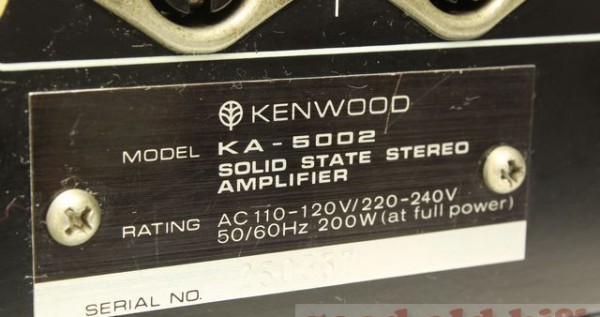 KENWOOD
MODEL KA-5002
SOLID STATE STEREO
AMPLIFIER
RATING AC 110-120V/220-240V
50/60Hz 200W (at full power)
SERIAL NO.